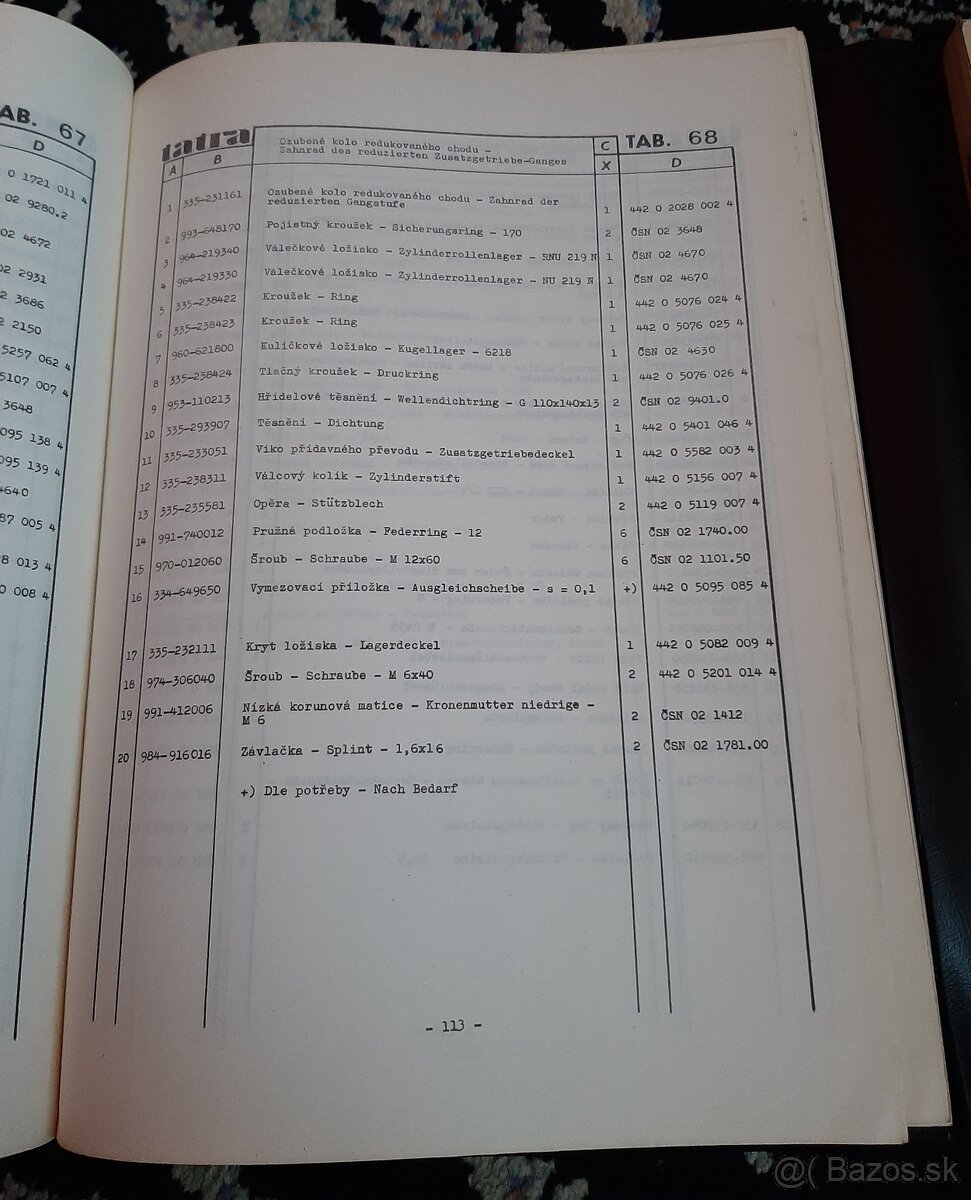 AB. 67
D
0 1721 011 4
02 9280.2
02 4672
02 2931
2 3686
2 2150
5257 062 4
5107 007 4
3648
095 138 4
095 139 4
4640
87 005 4
8 013 4
0 008 4
tatra
A B
Ozubené kolo redukovaného chodu -
Zahnrad des reduzierten Zusatzgetriebe-Ganges
C
X
TAB. 68
D
1 335-231161 Ozubené kolo redukovaného chodu - Zahnrad der
reduzierten Gangstufe 1 442 0 2028 002 4
2 993-648170 Pojistný kroužek - Sicherungsring - 170 2 ČSN 02 3648
3 964-219340 Válečkové ložisko - Zylinderrollenlager - RNU 219 N 1 ČSN 02 4670
4 964-219330 Válečkové ložisko - Zylinderrollenlager - NU 219 N 1 ČSN 02 4670
5 335-238422 Kroužek - Ring 1 442 0 5076 024 4
6 335-238423 Kroužek - Ring 1 442 0 5076 025 4
7 960-621800 Kuličkové ložisko - Kugellager - 6218 1 ČSN 02 4630
8 335-238424 Tlačný kroužek - Druckring 1 442 0 5076 026 4
9 953-110213 Hřídelové těsnění - Wellendichtring - G 110x140x13 2 ČSN 02 9401.0
10 335-293907 Těsnění - Dichtung 1 442 0 5401 046 4
11 335-233051 Víko přídavného převodu - Zusatzgetriebedeckel 1 442 0 5582 003 4
12 335-238311 Válcový kolík - Zylinderstift 1 442 0 5156 007 4
13 335-235581 Opěra - Stützblech 2 442 0 5119 007 4
14 991-740012 Pružná podložka - Federring - 12 6 ČSN 02 1740.00
15 970-012060 Šroub - Schraube - M 12x60 6 ČSN 02 1101.50
16 334-649650 Vymezovací příložka - Ausgleichscheibe - s = 0,1 +) 442 0 5095 085 4
17 335-232111 Kryt ložiska - Lagerdeckel 1 442 0 5082 009 4
18 974-306040 Šroub - Schraube - M 6x40 2 442 0 5201 014 4
19 991-412006 Nízká korunová matice - Kronenmutter niedrige -
M 6 2 ČSN 02 1412
20 984-916016 Závlačka - Splint - 1,6x16 2 ČSN 02 1781.00
+) Dle potřeby - Nach Bedarf
- 113 -
@( Bazos.sk